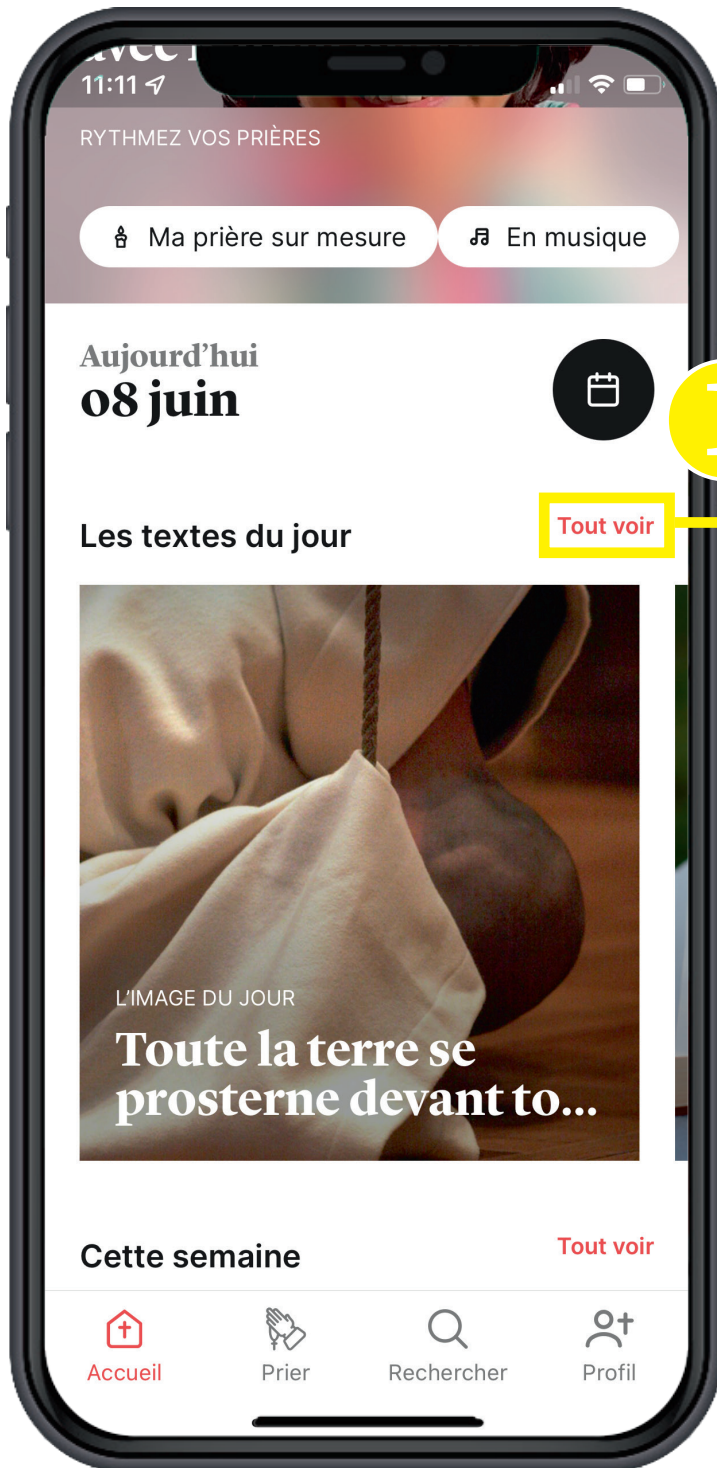 avec
11:11
RYTHMEZ VOS PRIÈRES
Ma prière sur mesure
En musique
Aujourd'hui
08 juin
Les textes du jour
Tout voir
L'IMAGE DU JOUR
Toute la terre se
prosterne devant to...
Cette semaine
Tout voir
Accueil
Prier
Rechercher
Profil